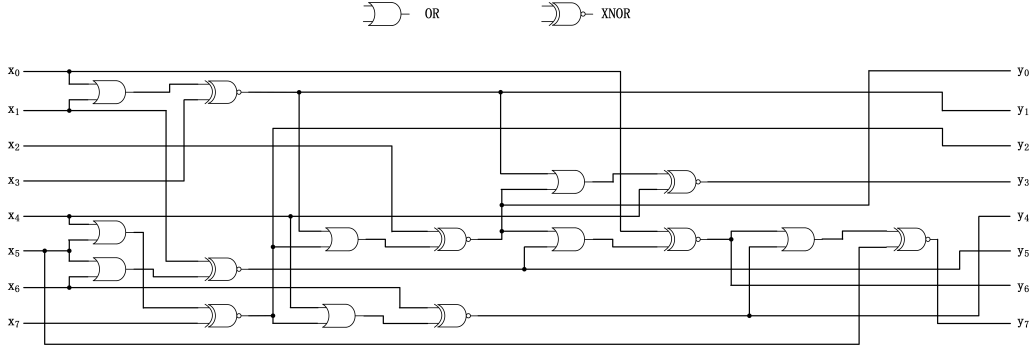 OR XNOR
x₀ y₀
x₁ y₁
x₂ y₂
x₃ y₃
x₄ y₄
x₅ y₅
x₆ y₆
x₇ y₇